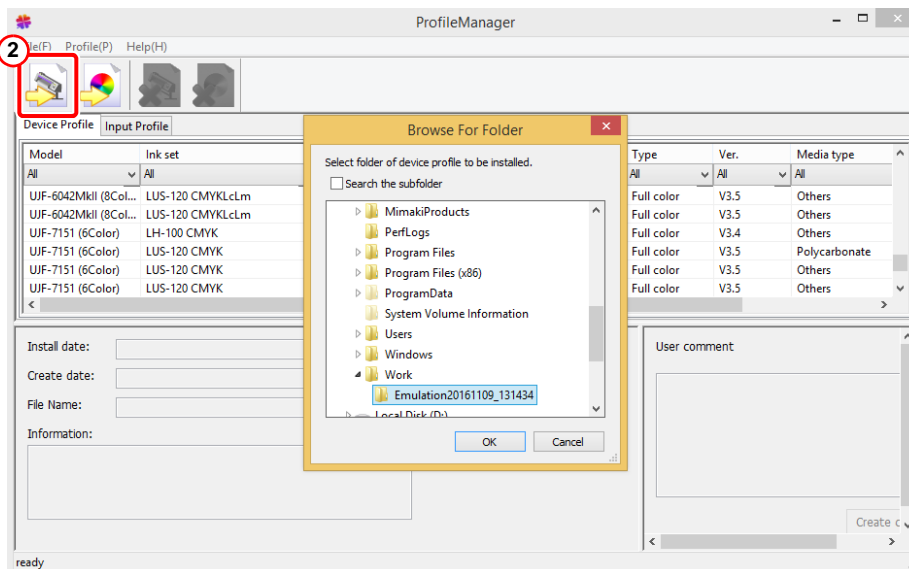 ProfileManager
2
le(F) Profile(P) Help(H)
Device Profile Input Profile
Model Ink set Type Ver. Media type
All All All All All
UJF-6042MkII (8Col... LUS-120 CMYKLcLm Full color V3.5 Others
UJF-6042MkII (8Col... LUS-120 CMYKLcLm Full color V3.5 Others
UJF-7151 (6Color) LH-100 CMYK Full color V3.4 Others
UJF-7151 (6Color) LUS-120 CMYK Full color V3.5 Polycarbonate
UJF-7151 (6Color) LUS-120 CMYK Full color V3.5 Others
UJF-7151 (6Color) LUS-120 CMYK Full color V3.5 Others
Browse For Folder
Select folder of device profile to be installed.
Search the subfolder
MimakiProducts
PerfLogs
Program Files
Program Files (x86)
ProgramData
System Volume Information
Users
Windows
Work
Emulation20161109_131434
Local Disk (D:)
OK Cancel
Install date:
Create date:
File Name:
Information:
User comment
Create c
ready